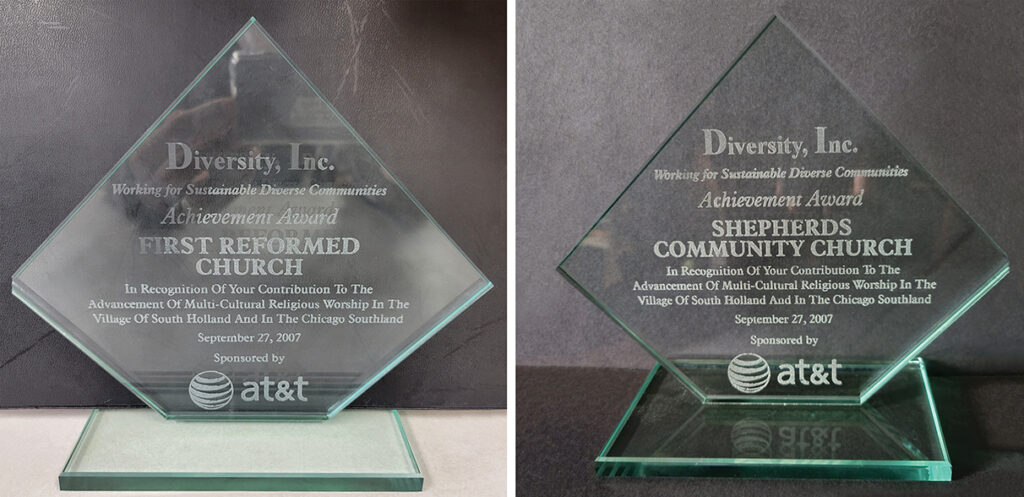 Diversity, Inc.
Working for Sustainable Diverse Communities
Achievement Award
FIRST REFORMED
CHURCH
In Recognition Of Your Contribution To The
Advancement Of Multi-Cultural Religious Worship In The
Village Of South Holland And In The Chicago Southland
September 27, 2007
Sponsored by
at&t
Diversity, Inc.
Working for Sustainable Diverse Communities
Achievement Award
SHEPHERDS
COMMUNITY CHURCH
In Recognition Of Your Contribution To The
Advancement Of Multi-Cultural Religious Worship In The
Village Of South Holland And In The Chicago Southland
September 27, 2007
Sponsored by
at&t